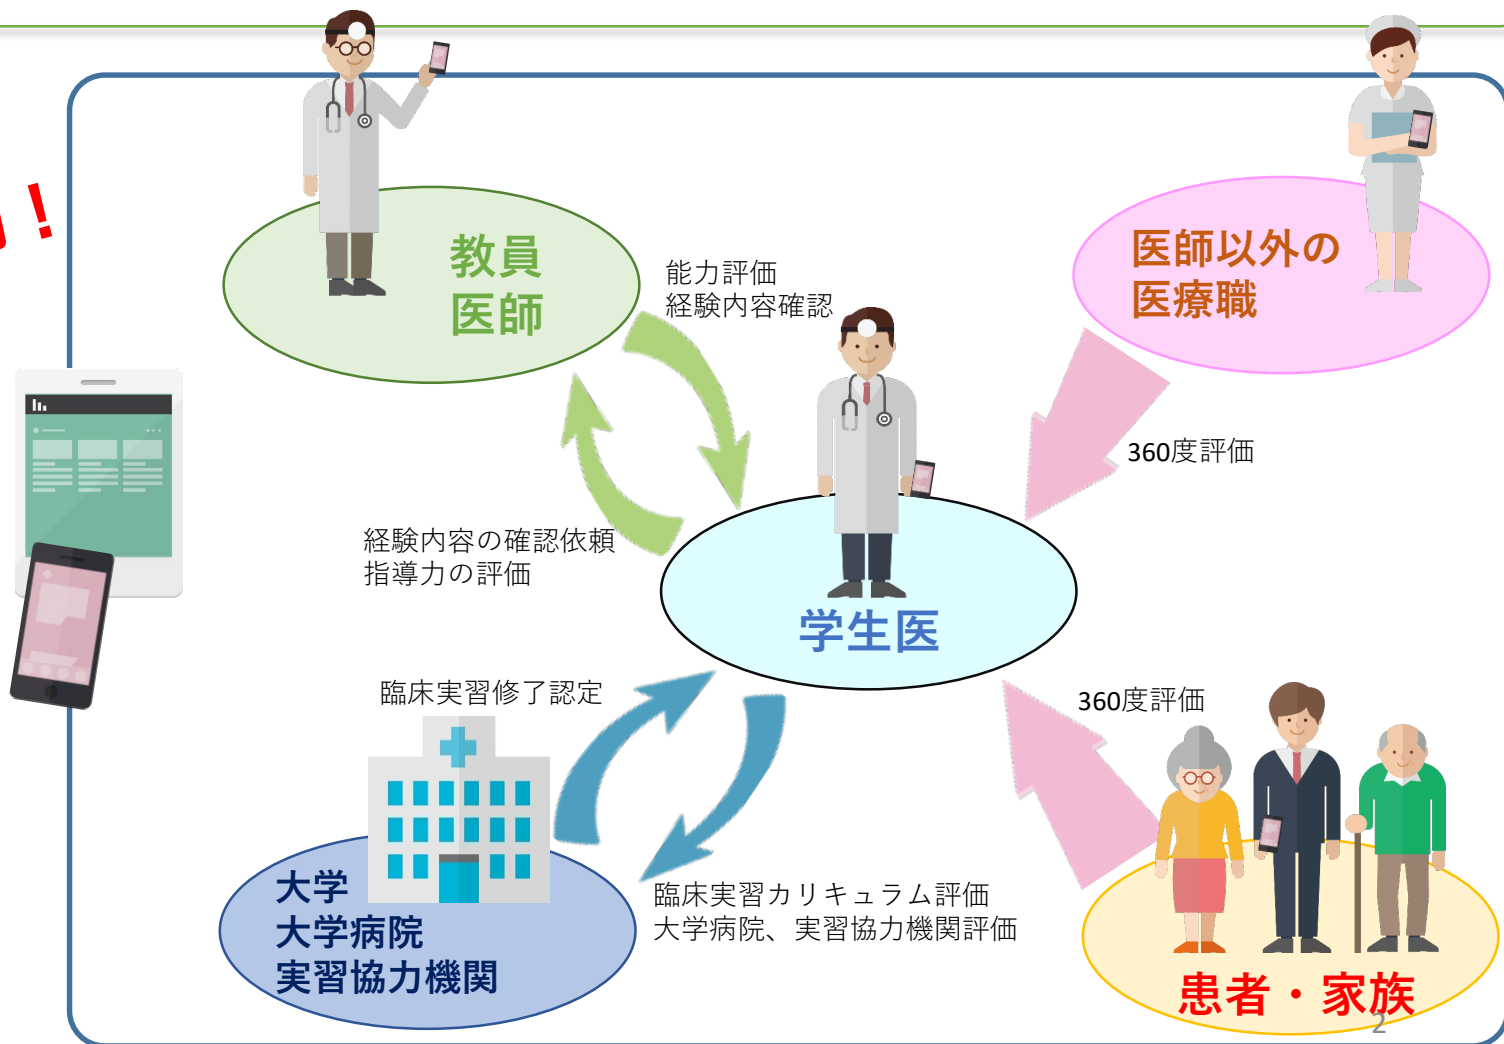 ！
教員
医師
能力評価
経験内容確認
医師以外の
医療職
360度評価
経験内容の確認依頼
指導力の評価
学生医
臨床実習修了認定
360度評価
大学
大学病院
実習協力機関
臨床実習カリキュラム評価
大学病院、実習協力機関評価
患者・家族
2